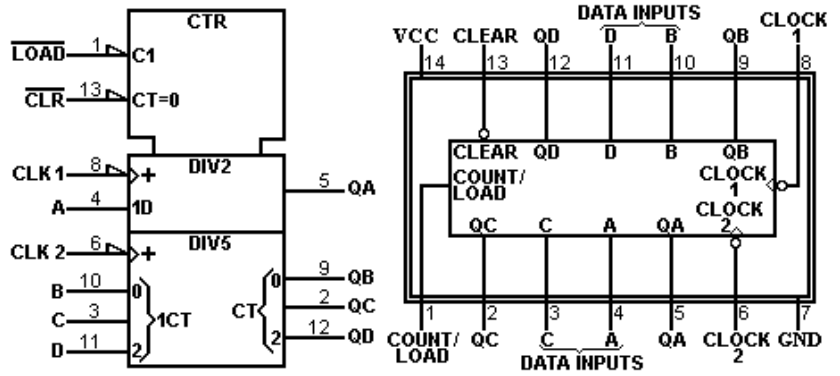 CTR
LOAD 1 C1
CLR 13 CT=0
DIV2
CLK 1 8 +
5 QA
A 4 1D
DIV5
CLK 2 6 +
B 10 0
C 3 1CT
D 11 2
0 9 QB
CT 2 QC
2 12 QD
DATA INPUTS
CLOCK
1
VCC CLEAR QD D B QB
14 13 12 11 10 9 8
CLEAR QD D B QB
COUNT/
LOAD
CLOCK
1
CLOCK
2
QC C A QA
1 2 3 4 5 6 7
COUNT/
LOAD
QC C A QA CLOCK
2
GND
DATA INPUTS